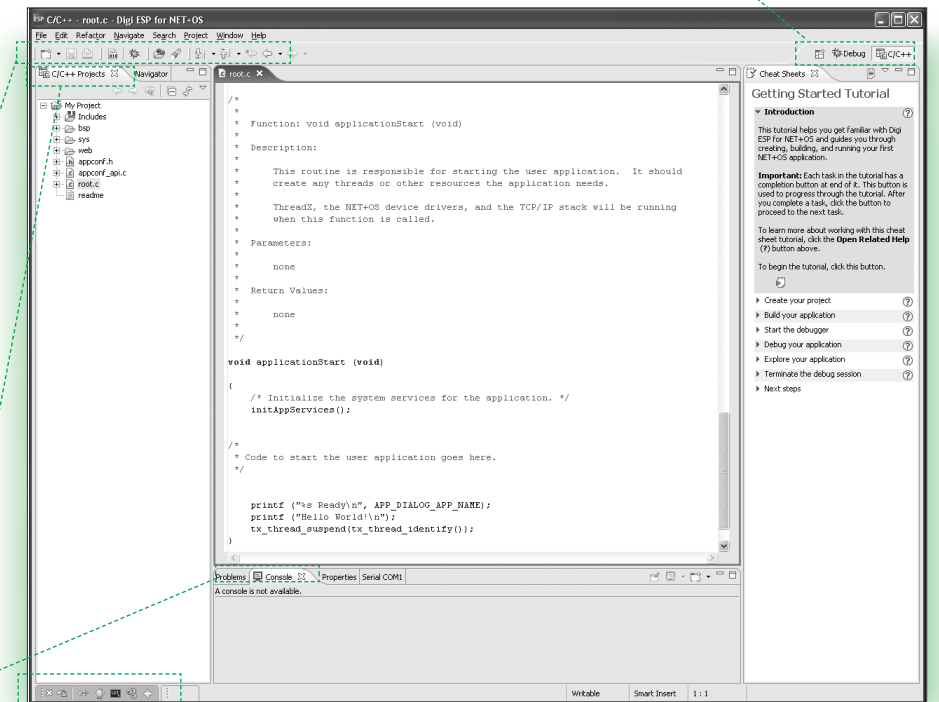 C/C++ - root.c - Digi ESP for NET+OS
File Edit Refactor Navigate Search Project Window Help
Debug C/C++
C/C++ Projects Navigator
My Project
Includes
bsp
sys
web
appconf.h
appconf_api.c
root.c
readme
root.c
/*
*
* Function: void applicationStart (void)
*
* Description:
*
* This routine is responsible for starting the user application. It should
* create any threads or other resources the application needs.
*
* ThreadX, the NET+OS device drivers, and the TCP/IP stack will be running
* when this function is called.
*
* Parameters:
*
* none
*
* Return Values:
*
* none
*
*/
void applicationStart (void)
{
/* Initialize the system services for the application. */
initAppServices();
/*
* Code to start the user application goes here.
*/
printf ("%s Ready\n", APP_DIALOG_APP_NAME);
printf ("Hello World!\n");
tx_thread_suspend(tx_thread_identify());
}
Cheat Sheets
Getting Started Tutorial
Introduction
This tutorial helps you get familiar with Digi
ESP for NET+OS and guides you through
creating, building, and running your first
NET+OS application.
Important: Each task in the tutorial has a
completion button at end of it. This button is
used to progress through the tutorial. After
you complete a task, click the button to
proceed to the next task.
To learn more about working with this cheat
sheet tutorial, click the Open Related Help
(?) button above.
To begin the tutorial, click this button.
Create your project
Build your application
Start the debugger
Debug your application
Explore your application
Terminate the debug session
Next steps
Problems Console Properties Serial COM1
A console is not available.
Writable Smart Insert 1 : 1